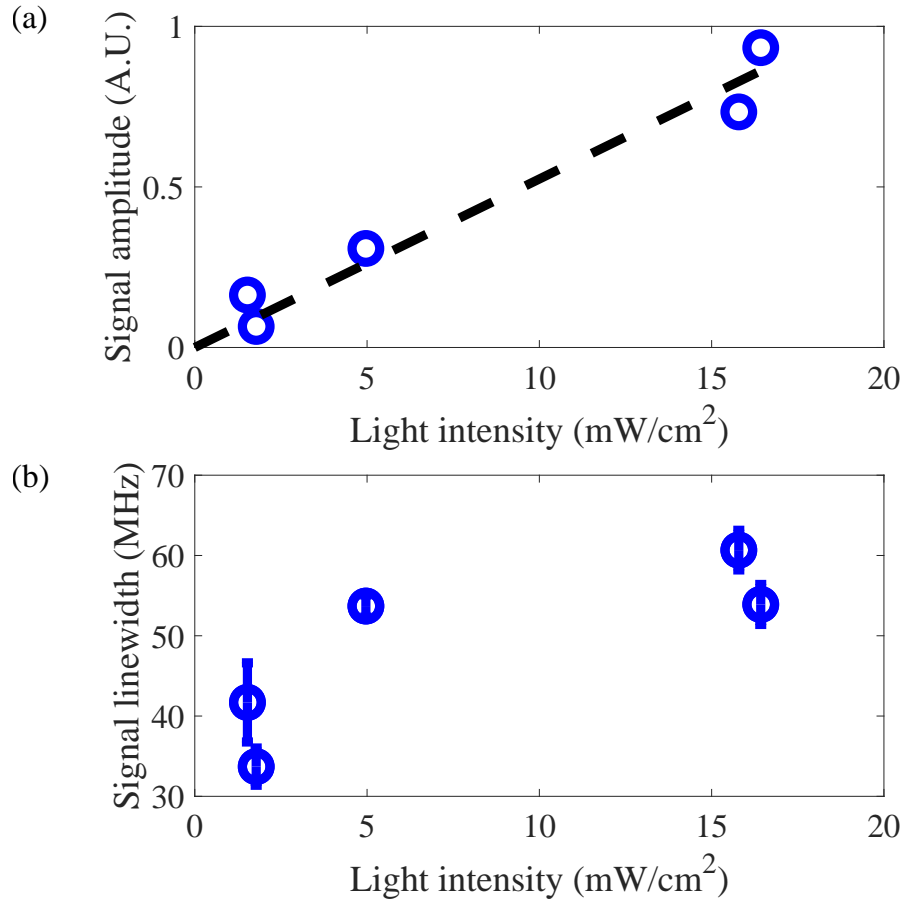 (a)
Signal amplitude (A.U.)
1
0.5
0
0 5 10 15 20
Light intensity (mW/cm²)
(b)
Signal linewidth (MHz)
70
60
50
40
30
0 5 10 15 20
Light intensity (mW/cm²)